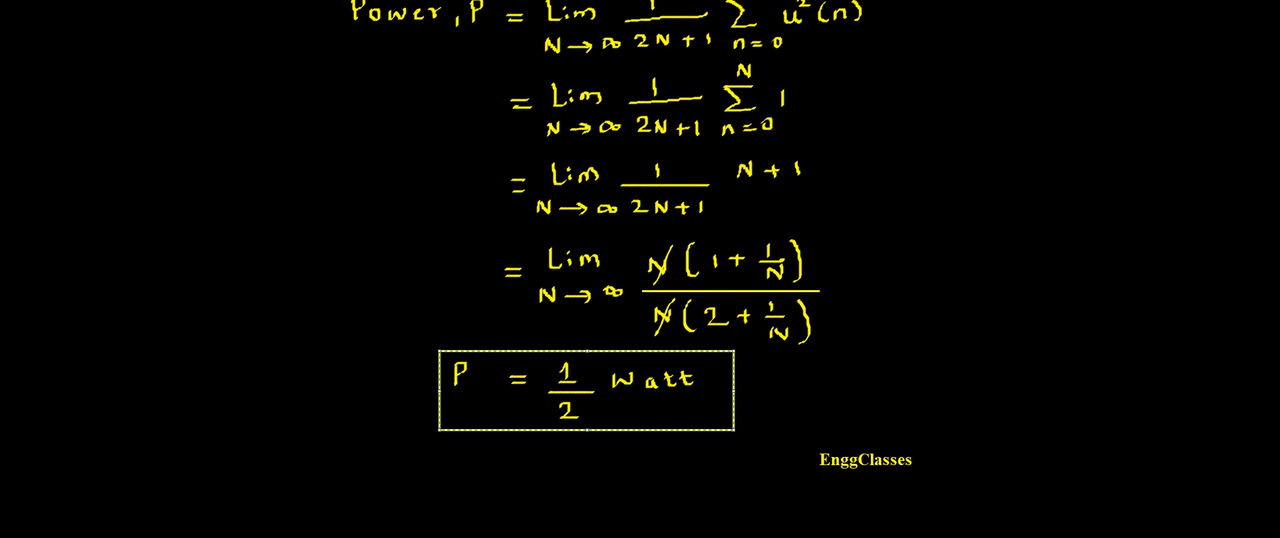 Power, P = Lim N→∞ 1/(2N+1) Σ n=0 u²(n)
= Lim N→∞ 1/(2N+1) Σ n=0 N 1
= Lim N→∞ 1/(2N+1) N+1
= Lim N→∞ N(1+1/N)/N(2+1/N)
P = 1/2 Watt
EnggClasses